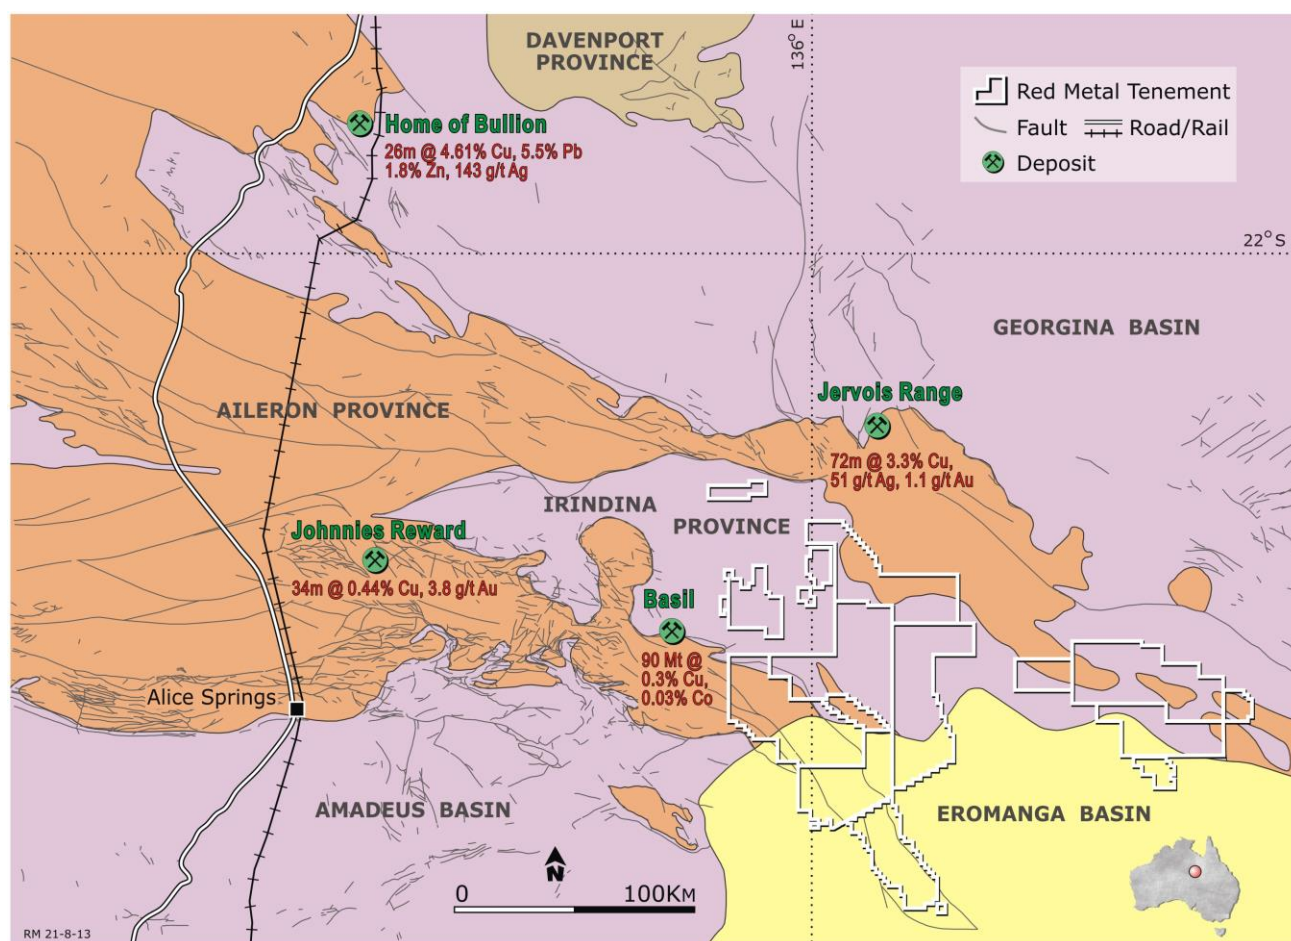 DAVENPORT
PROVINCE
136° E
Red Metal Tenement
Fault
Road/Rail
Deposit
Home of Bullion
26m @ 4.61% Cu, 5.5% Pb
1.8% Zn, 143 g/t Ag
22° S
GEORGINA BASIN
AILERON PROVINCE
Jervois Range
72m @ 3.3% Cu,
51 g/t Ag, 1.1 g/t Au
IRINDINA
PROVINCE
Johnnies Reward
34m @ 0.44% Cu, 3.8 g/t Au
Basil
90 Mt @
0.3% Cu,
0.03% Co
Alice Springs
AMADEUS BASIN
EROMANGA BASIN
N
0 100KM
RM 21-8-13